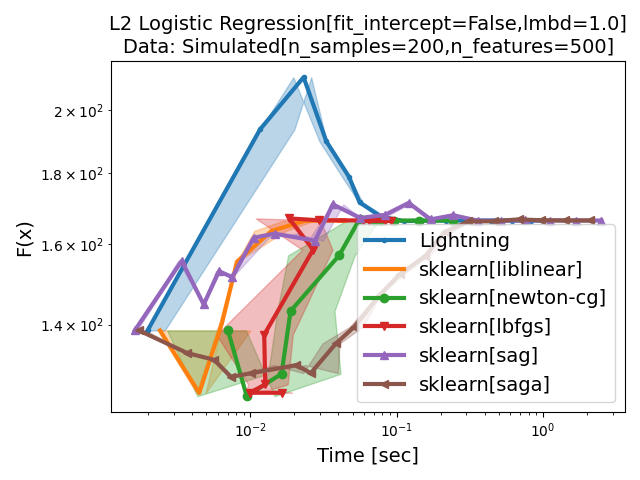 L2 Logistic Regression[fit_intercept=False,lmbd=1.0]
Data: Simulated[n_samples=200,n_features=500]
F(x)
2 × 10²
1.8 × 10²
1.6 × 10²
1.4 × 10²
Lightning
sklearn[liblinear]
sklearn[newton-cg]
sklearn[lbfgs]
sklearn[sag]
sklearn[saga]
10⁻² 10⁻¹ 10⁰
Time [sec]